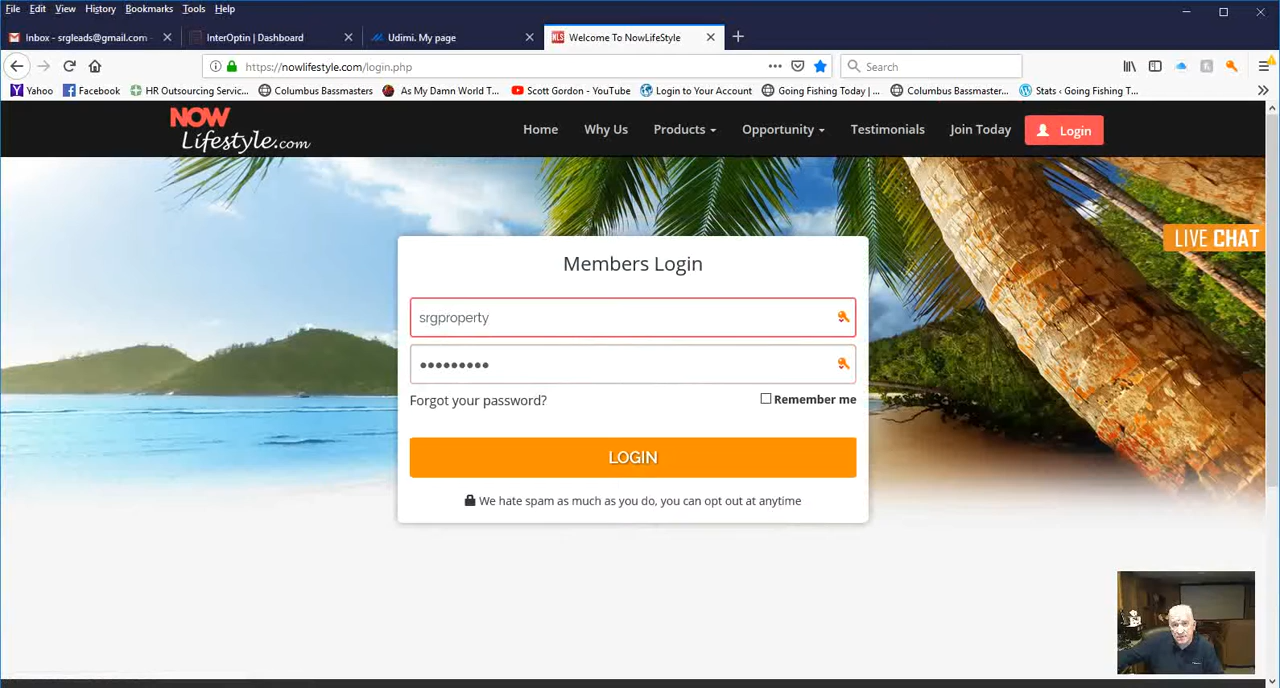 File Edit View History Bookmarks Tools Help
Inbox - srgleads@gmail.com - InterOptin | Dashboard Udimi. My page NLS Welcome To NowLifeStyle
https://nowlifestyle.com/login.php Search
Yahoo Facebook HR Outsourcing Servic... Columbus Bassmasters As My Damn World T... Scott Gordon - YouTube Login to Your Account Going Fishing Today | ... Columbus Bassmaster... Stats ‹ Going Fishing T...
NOW
Lifestyle.com
Home Why Us Products Opportunity Testimonials Join Today Login
LIVE CHAT
Members Login
srgproperty
Forgot your password? Remember me
LOGIN
We hate spam as much as you do, you can opt out at anytime